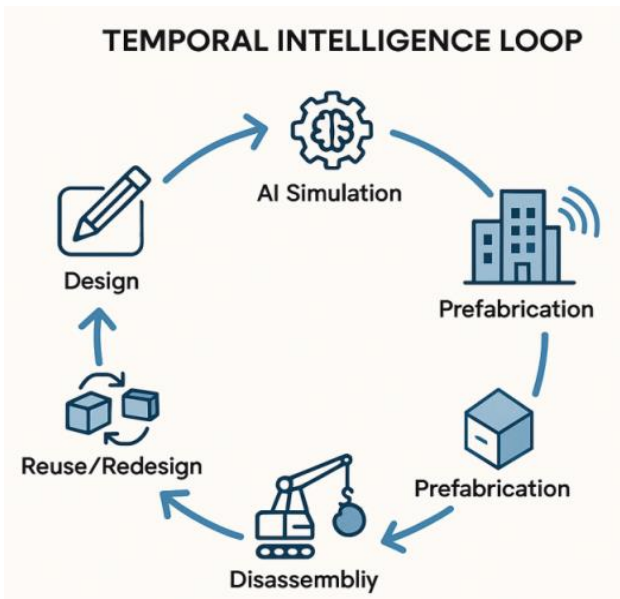 TEMPORAL INTELLIGENCE LOOP
AI Simulation
Design
Prefabrication
Prefabrication
Reuse/Redesign
Disassembliy